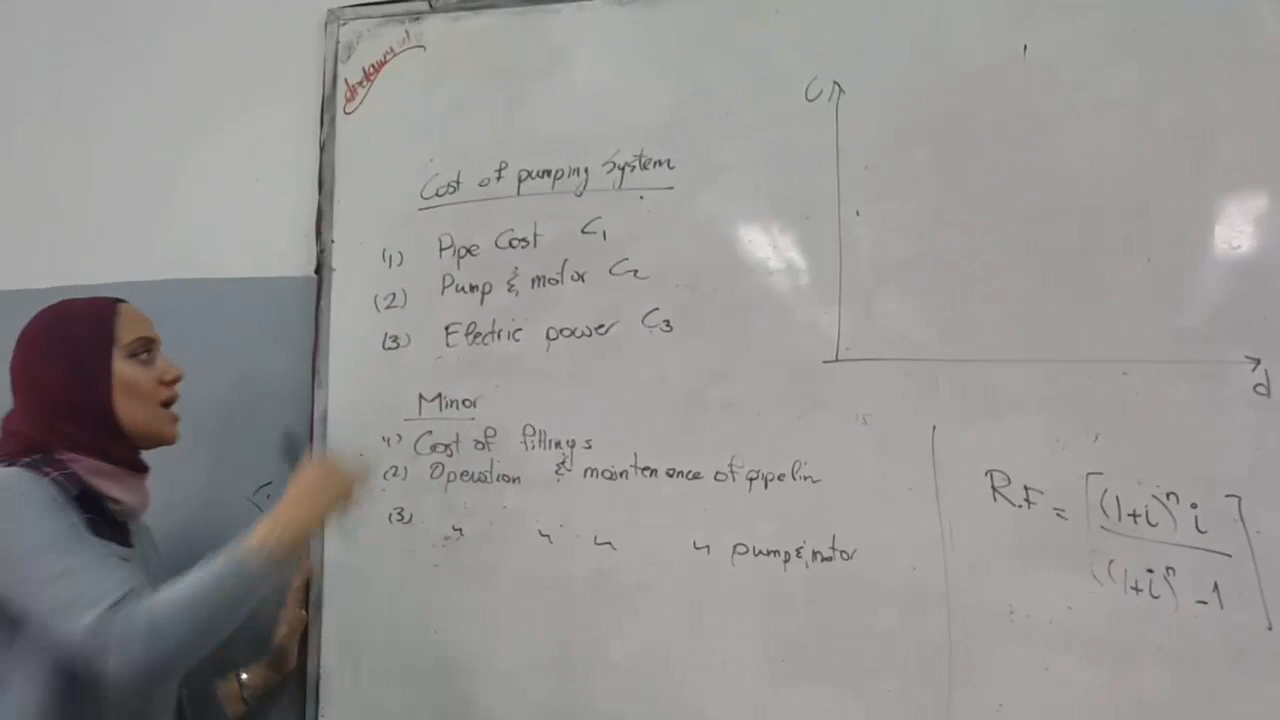 Cost of pumping System
(1) Pipe Cost C1
(2) Pump & motor C2
(3) Electric power C3
Minor
(1) Cost of fittings
(2) Operation & maintenence of pipelin
(3) " " " " pump & motor
C
d
R.F = [(1+i)^n i / (1+i)^n -1]